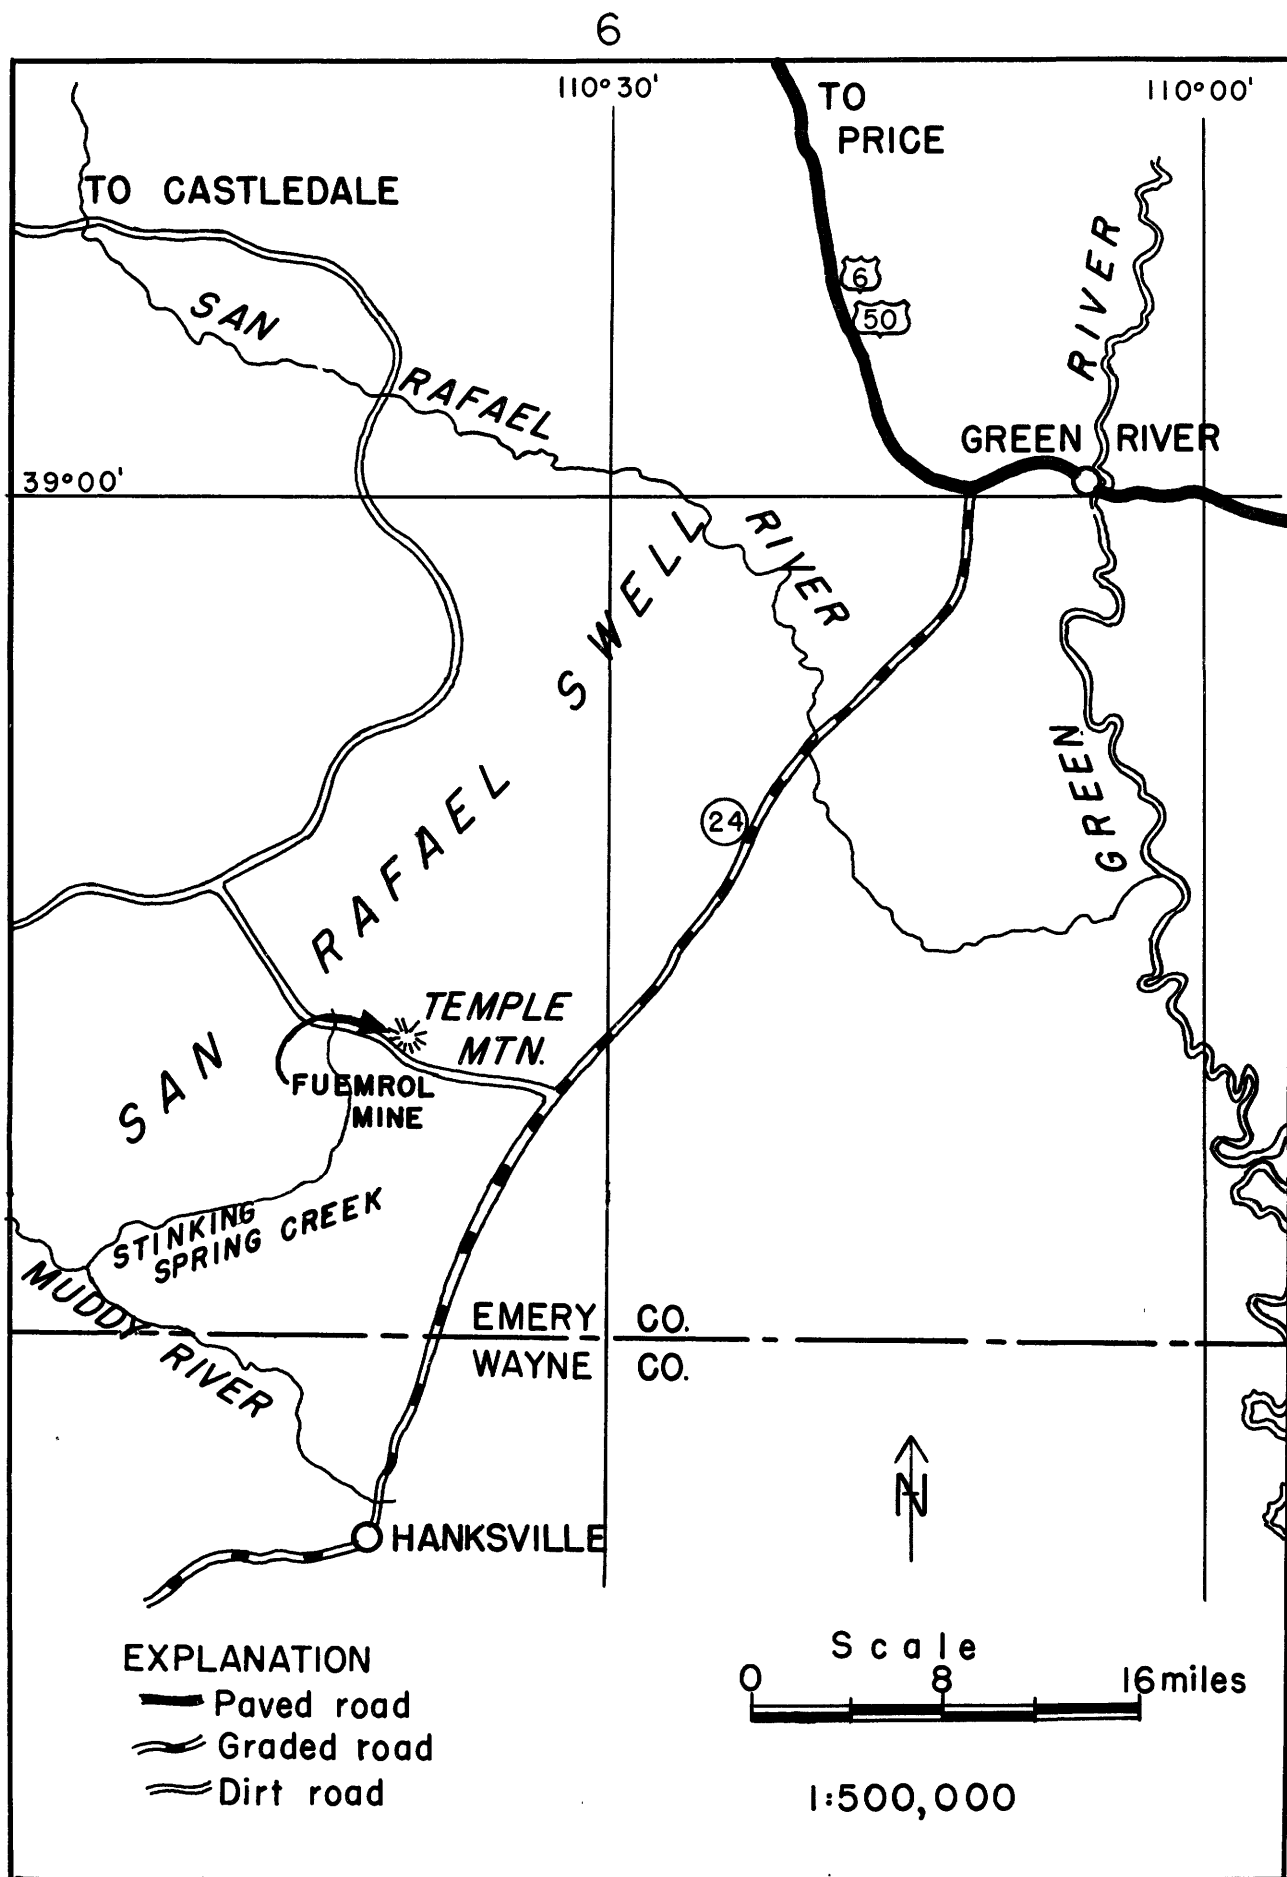 6
110°30'
110°00'
TO
PRICE
TO CASTLEDALE
6
50
SAN
RAFAEL
RIVER
RIVER
GREEN RIVER
39°00'
SWELL
GREEN
RAFAEL
24
SAN
TEMPLE
MTN.
FUEMROL
MINE
STINKING
SPRING CREEK
MUDDY
RIVER
EMERY CO.
WAYNE CO.
N
HANKSVILLE
EXPLANATION
Paved road
Graded road
Dirt road
Scale
0 8 16 miles
1:500,000